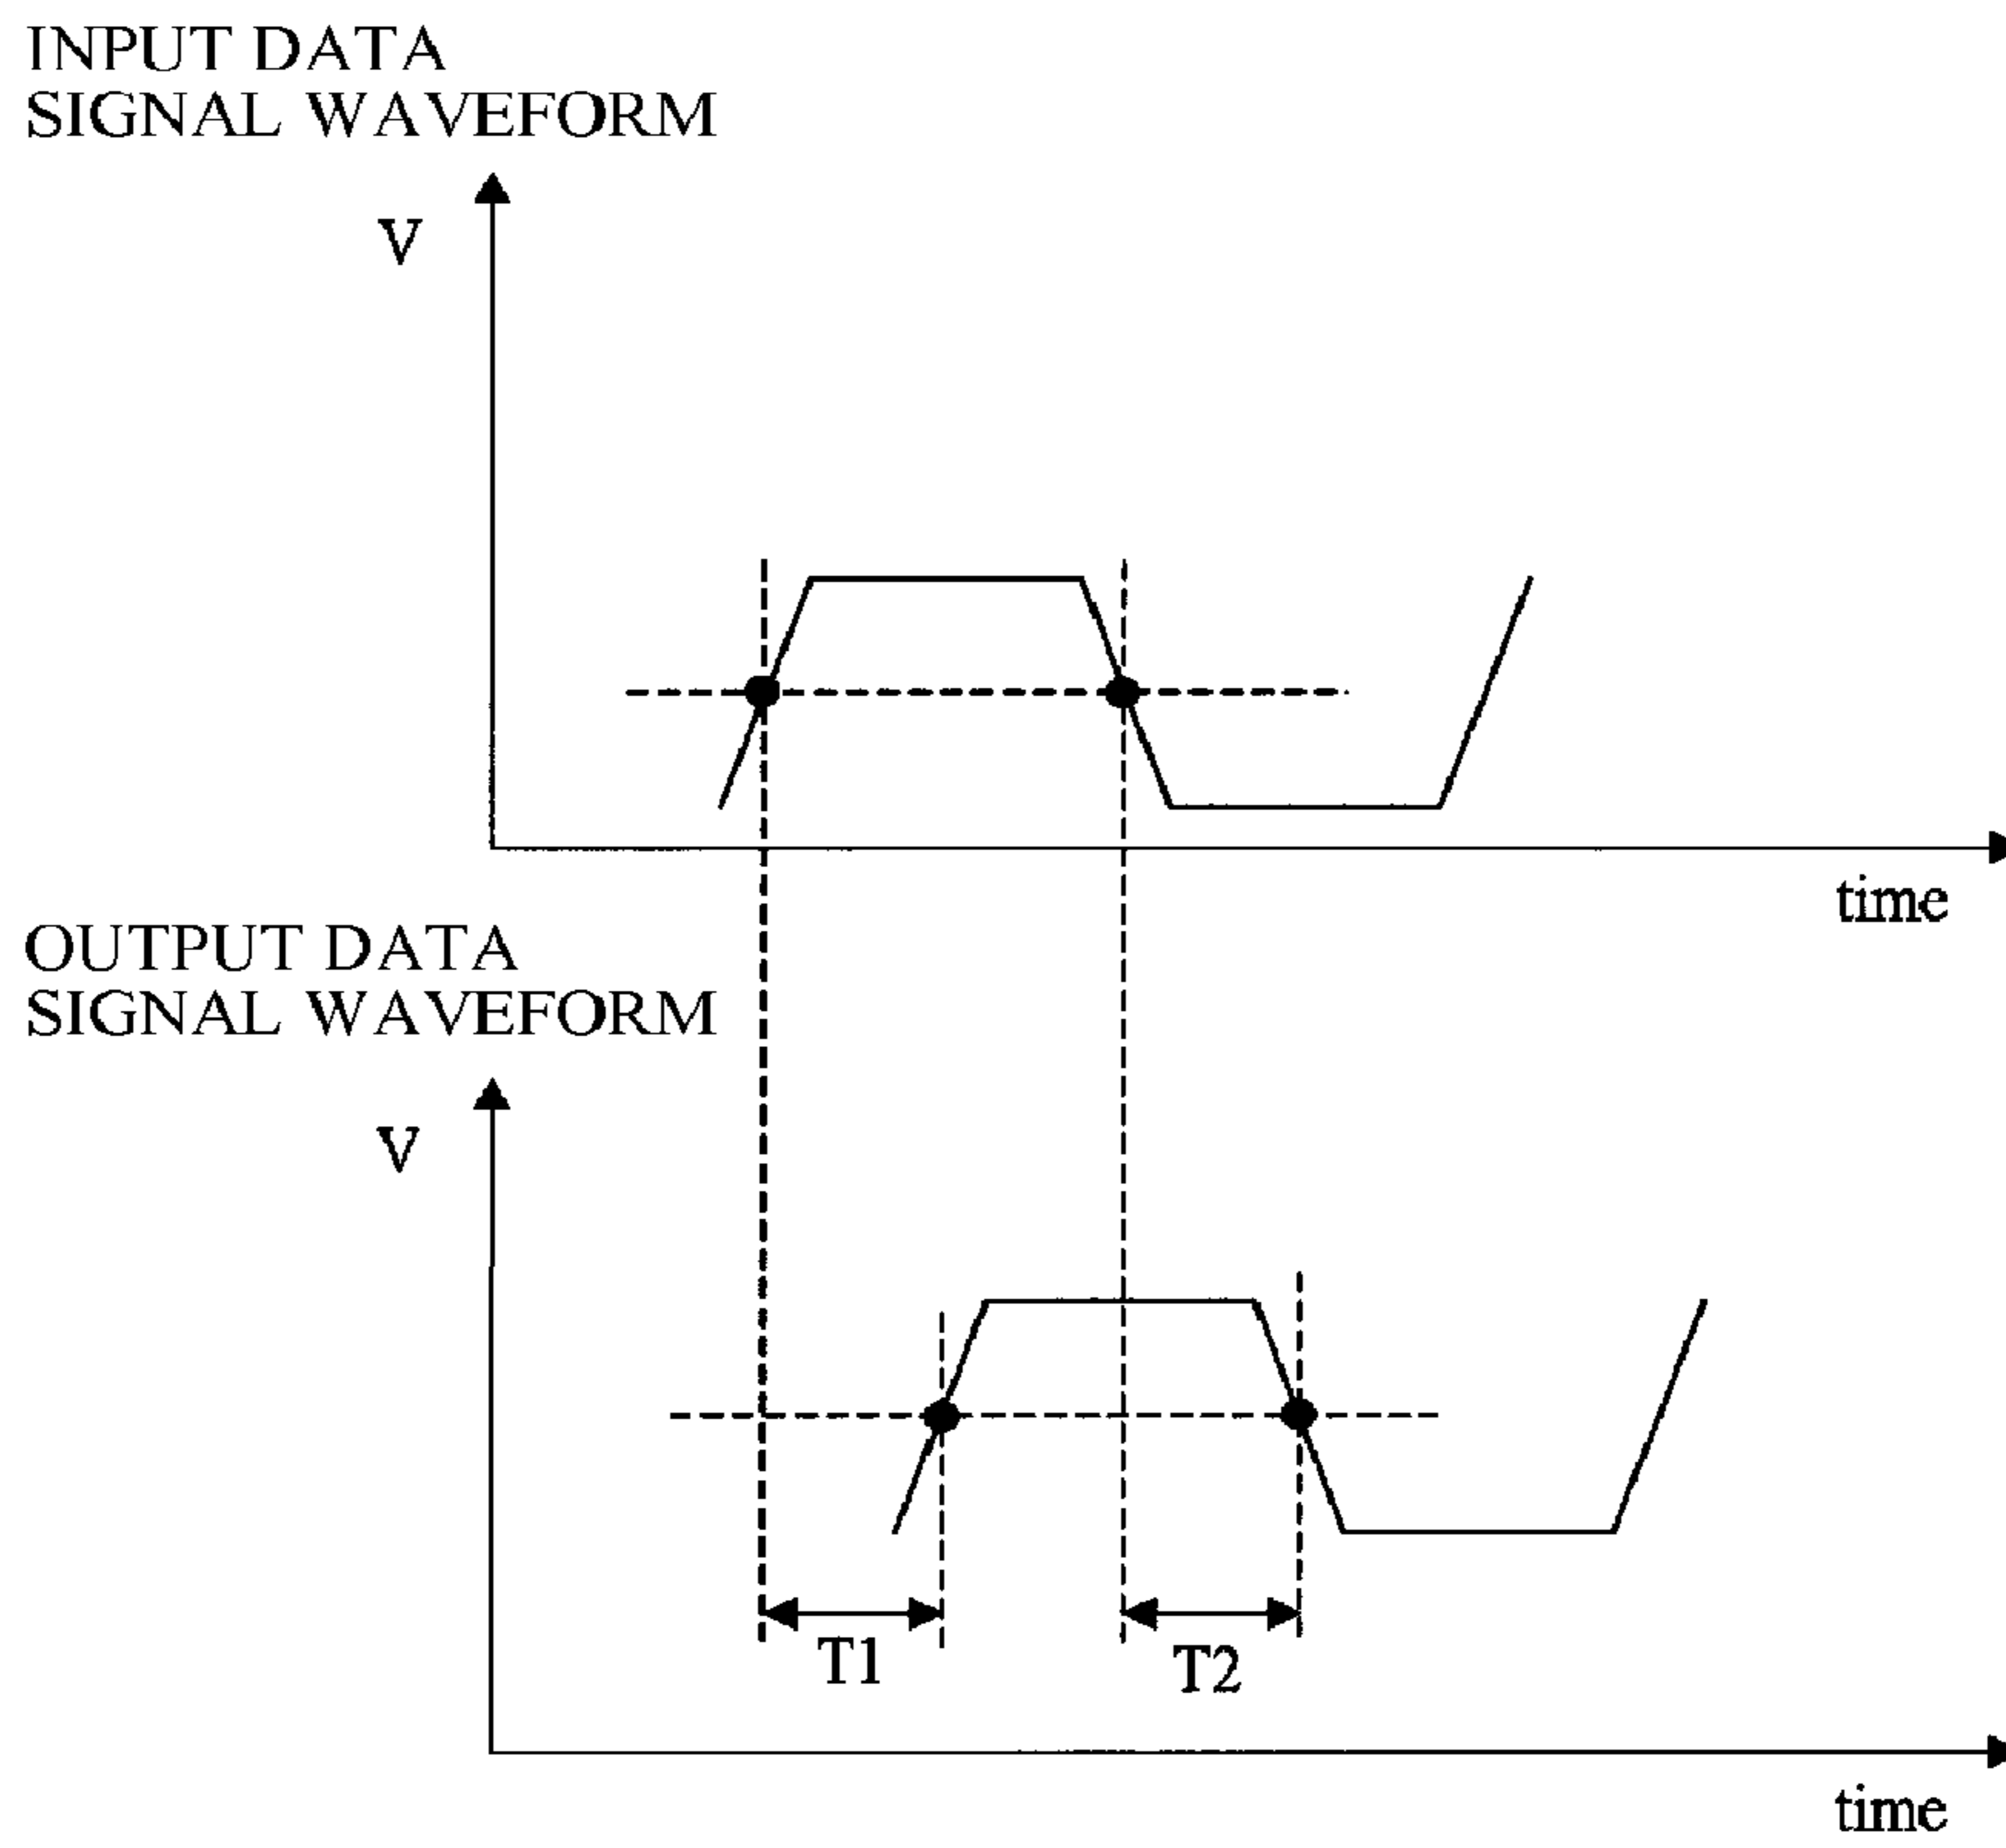 INPUT DATA
SIGNAL WAVEFORM
V
time
OUTPUT DATA
SIGNAL WAVEFORM
V
T1
T2
time